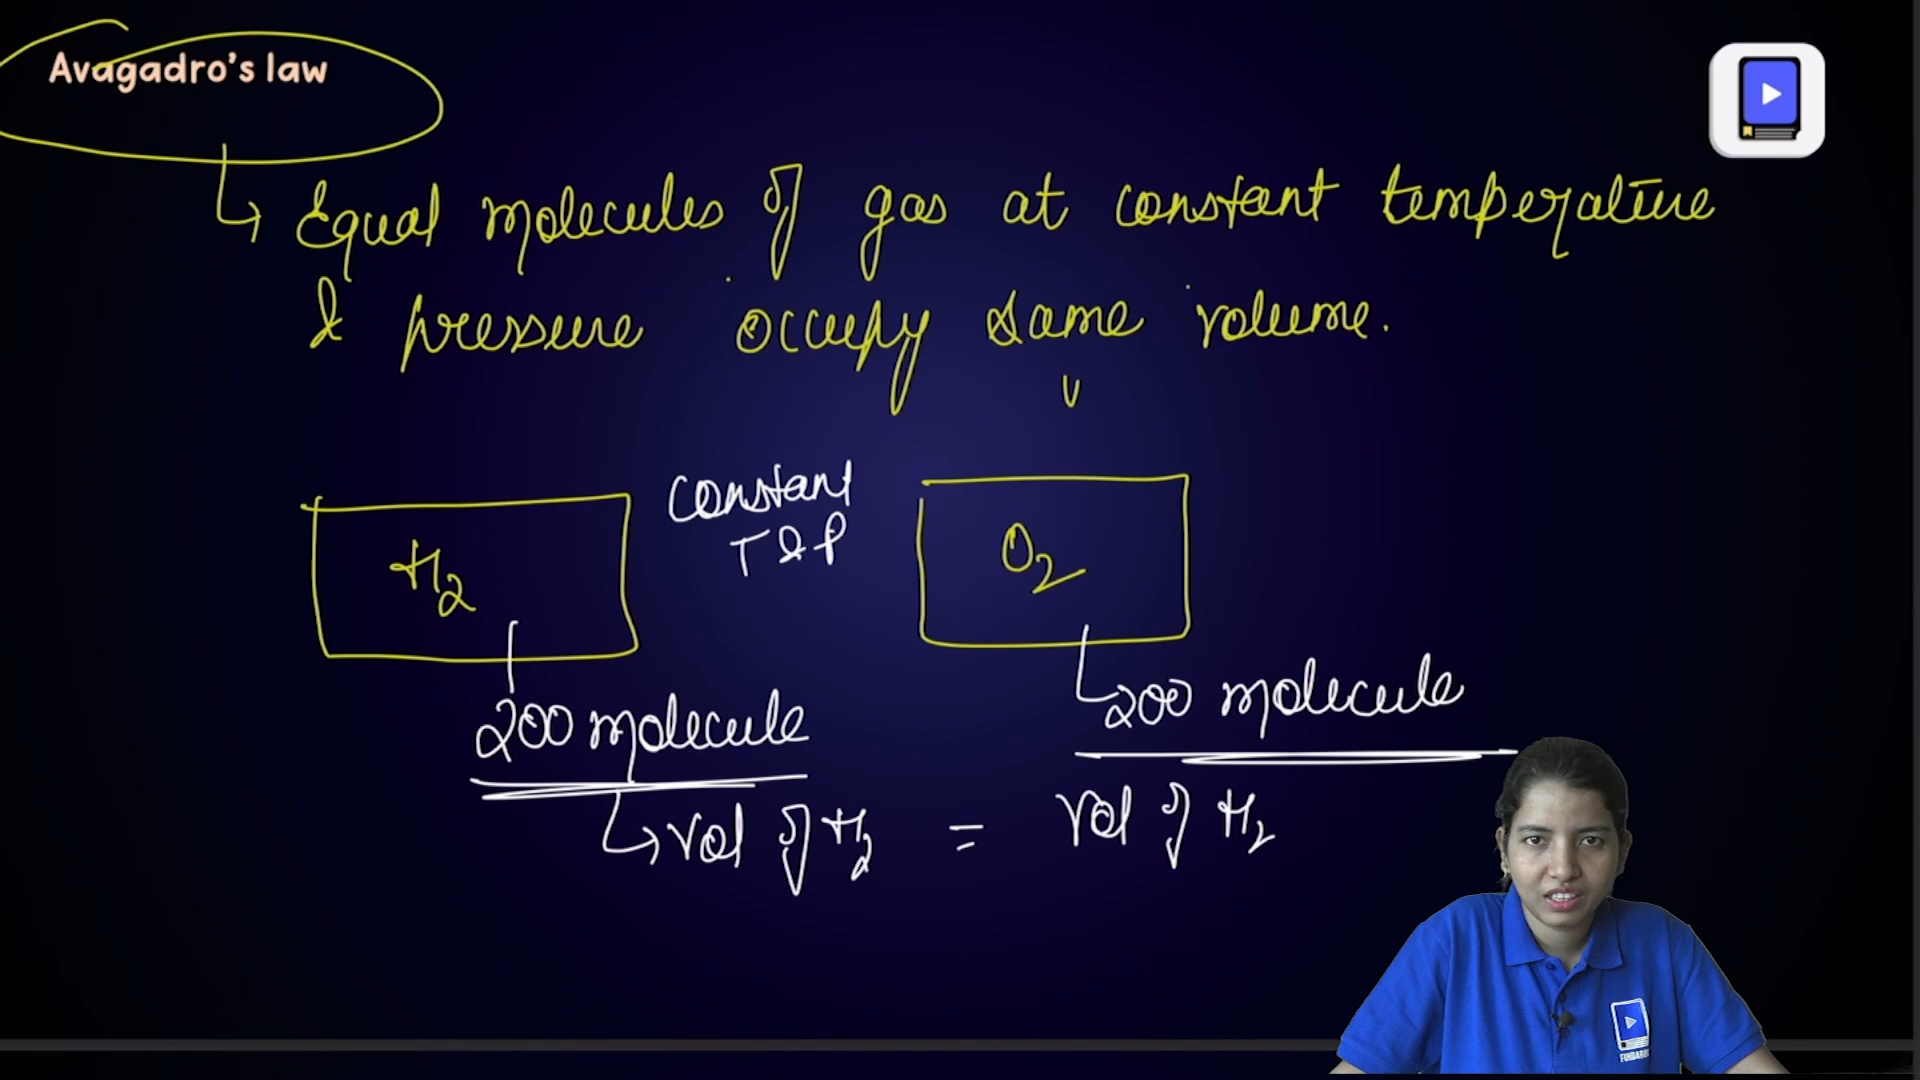 Avagadro's law
Equal molecules of gas at constant temperature
& pressure occupy same volume.
constant
T & P
H2
O2
200 molecule
200 molecule
vol of H2 = vol of H2